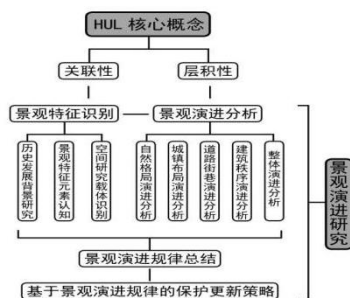 HUL 核心概念
关联性
层积性
景观特征识别
景观演进分析
历史发展背景研究
景观特征元素认知
空间研究载体识别
自然格局演进分析
城镇布局演进分析
道路街巷演进分析
建筑秩序演进分析
整体演进分析
景观演进研究
景观演进规律总结
基于景观演进规律的保护更新策略